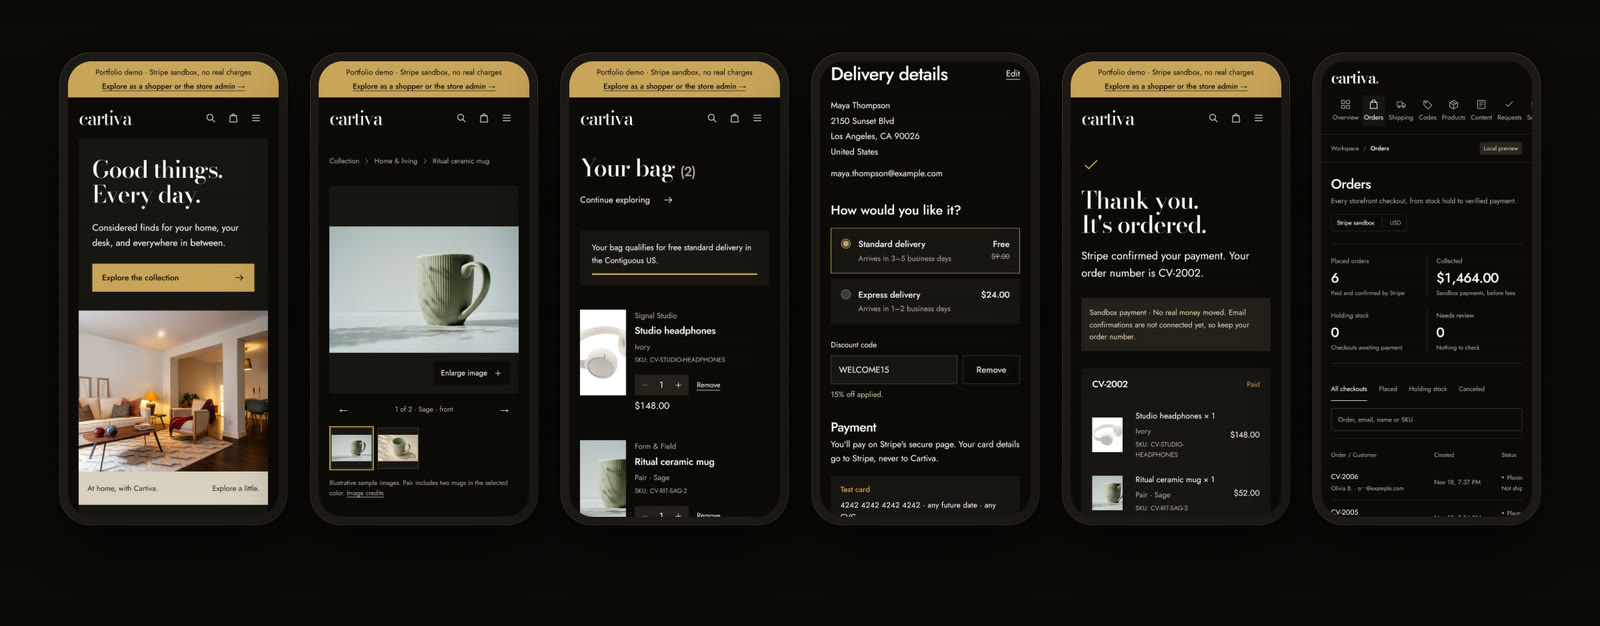 Portfolio demo · Stripe sandbox, no real charges
Explore as a shopper or the store admin →
cartiva
Good things.
Every day.
Considered finds for your home, your
desk, and everywhere in between.
Explore the collection →
At home, with Cartiva.
Explore a little.
Portfolio demo · Stripe sandbox, no real charges
Explore as a shopper or the store admin →
cartiva
Collection > Home & living > Ritual ceramic mug
Enlarge image +
← 1 of 2 · Sage · front →
Illustrative sample images. Pair includes two mugs in the selected
color. Image credits
Portfolio demo · Stripe sandbox, no real charges
Explore as a shopper or the store admin →
cartiva
Your bag (2)
Continue exploring →
Your bag qualifies for free standard delivery in
the Contiguous US.
Signal Studio
Studio headphones
Ivory
SKU: CV-STUDIO-HEADPHONES
− 1 + Remove
$148.00
Form & Field
Ritual ceramic mug
Pair · Sage
SKU: CV-RIT-SAG-2
− 1 + Remove
Delivery details Edit
Maya Thompson
2150 Sunset Blvd
Los Angeles, CA 90026
United States
maya.thompson@example.com
How would you like it?
Standard delivery Free
Arrives in 3–5 business days $9.00
Express delivery $24.00
Arrives in 1–2 business days
Discount code
WELCOME15 Remove
15% off applied.
Payment
You'll pay on Stripe's secure page. Your card details
go to Stripe, never to Cartiva.
Test card
4242 4242 4242 4242 · any future date · any
CVC
Portfolio demo · Stripe sandbox, no real charges
Explore as a shopper or the store admin →
cartiva
Thank you.
It's ordered.
Stripe confirmed your payment. Your
order number is CV-2002.
Sandbox payment · No real money moved. Email
confirmations are not connected yet, so keep your
order number.
CV-2002 Paid
Studio headphones × 1
Ivory
$148.00
SKU: CV-STUDIO-
HEADPHONES
Ritual ceramic mug × 1
Pair · Sage
$52.00
SKU: CV-RIT-SAG-2
cartiva.
Overview Orders Shipping Codes Products Content Requests
Workspace / Orders Local preview
Orders
Every storefront checkout, from stock hold to verified payment.
Stripe sandbox USD
Placed orders
6
Paid and confirmed by Stripe
Collected
$1,464.00
Sandbox payments, before fees
Holding stock
0
Checkouts awaiting payment
Needs review
0
Nothing to check
All checkouts Placed Holding stock Canceled
Order, email, name or SKU
Order / Customer Created Status
CV-2006
Olivia B. · o···@example.com
Nov 18, 7:37 PM
• Place
Not ship
CV-2005